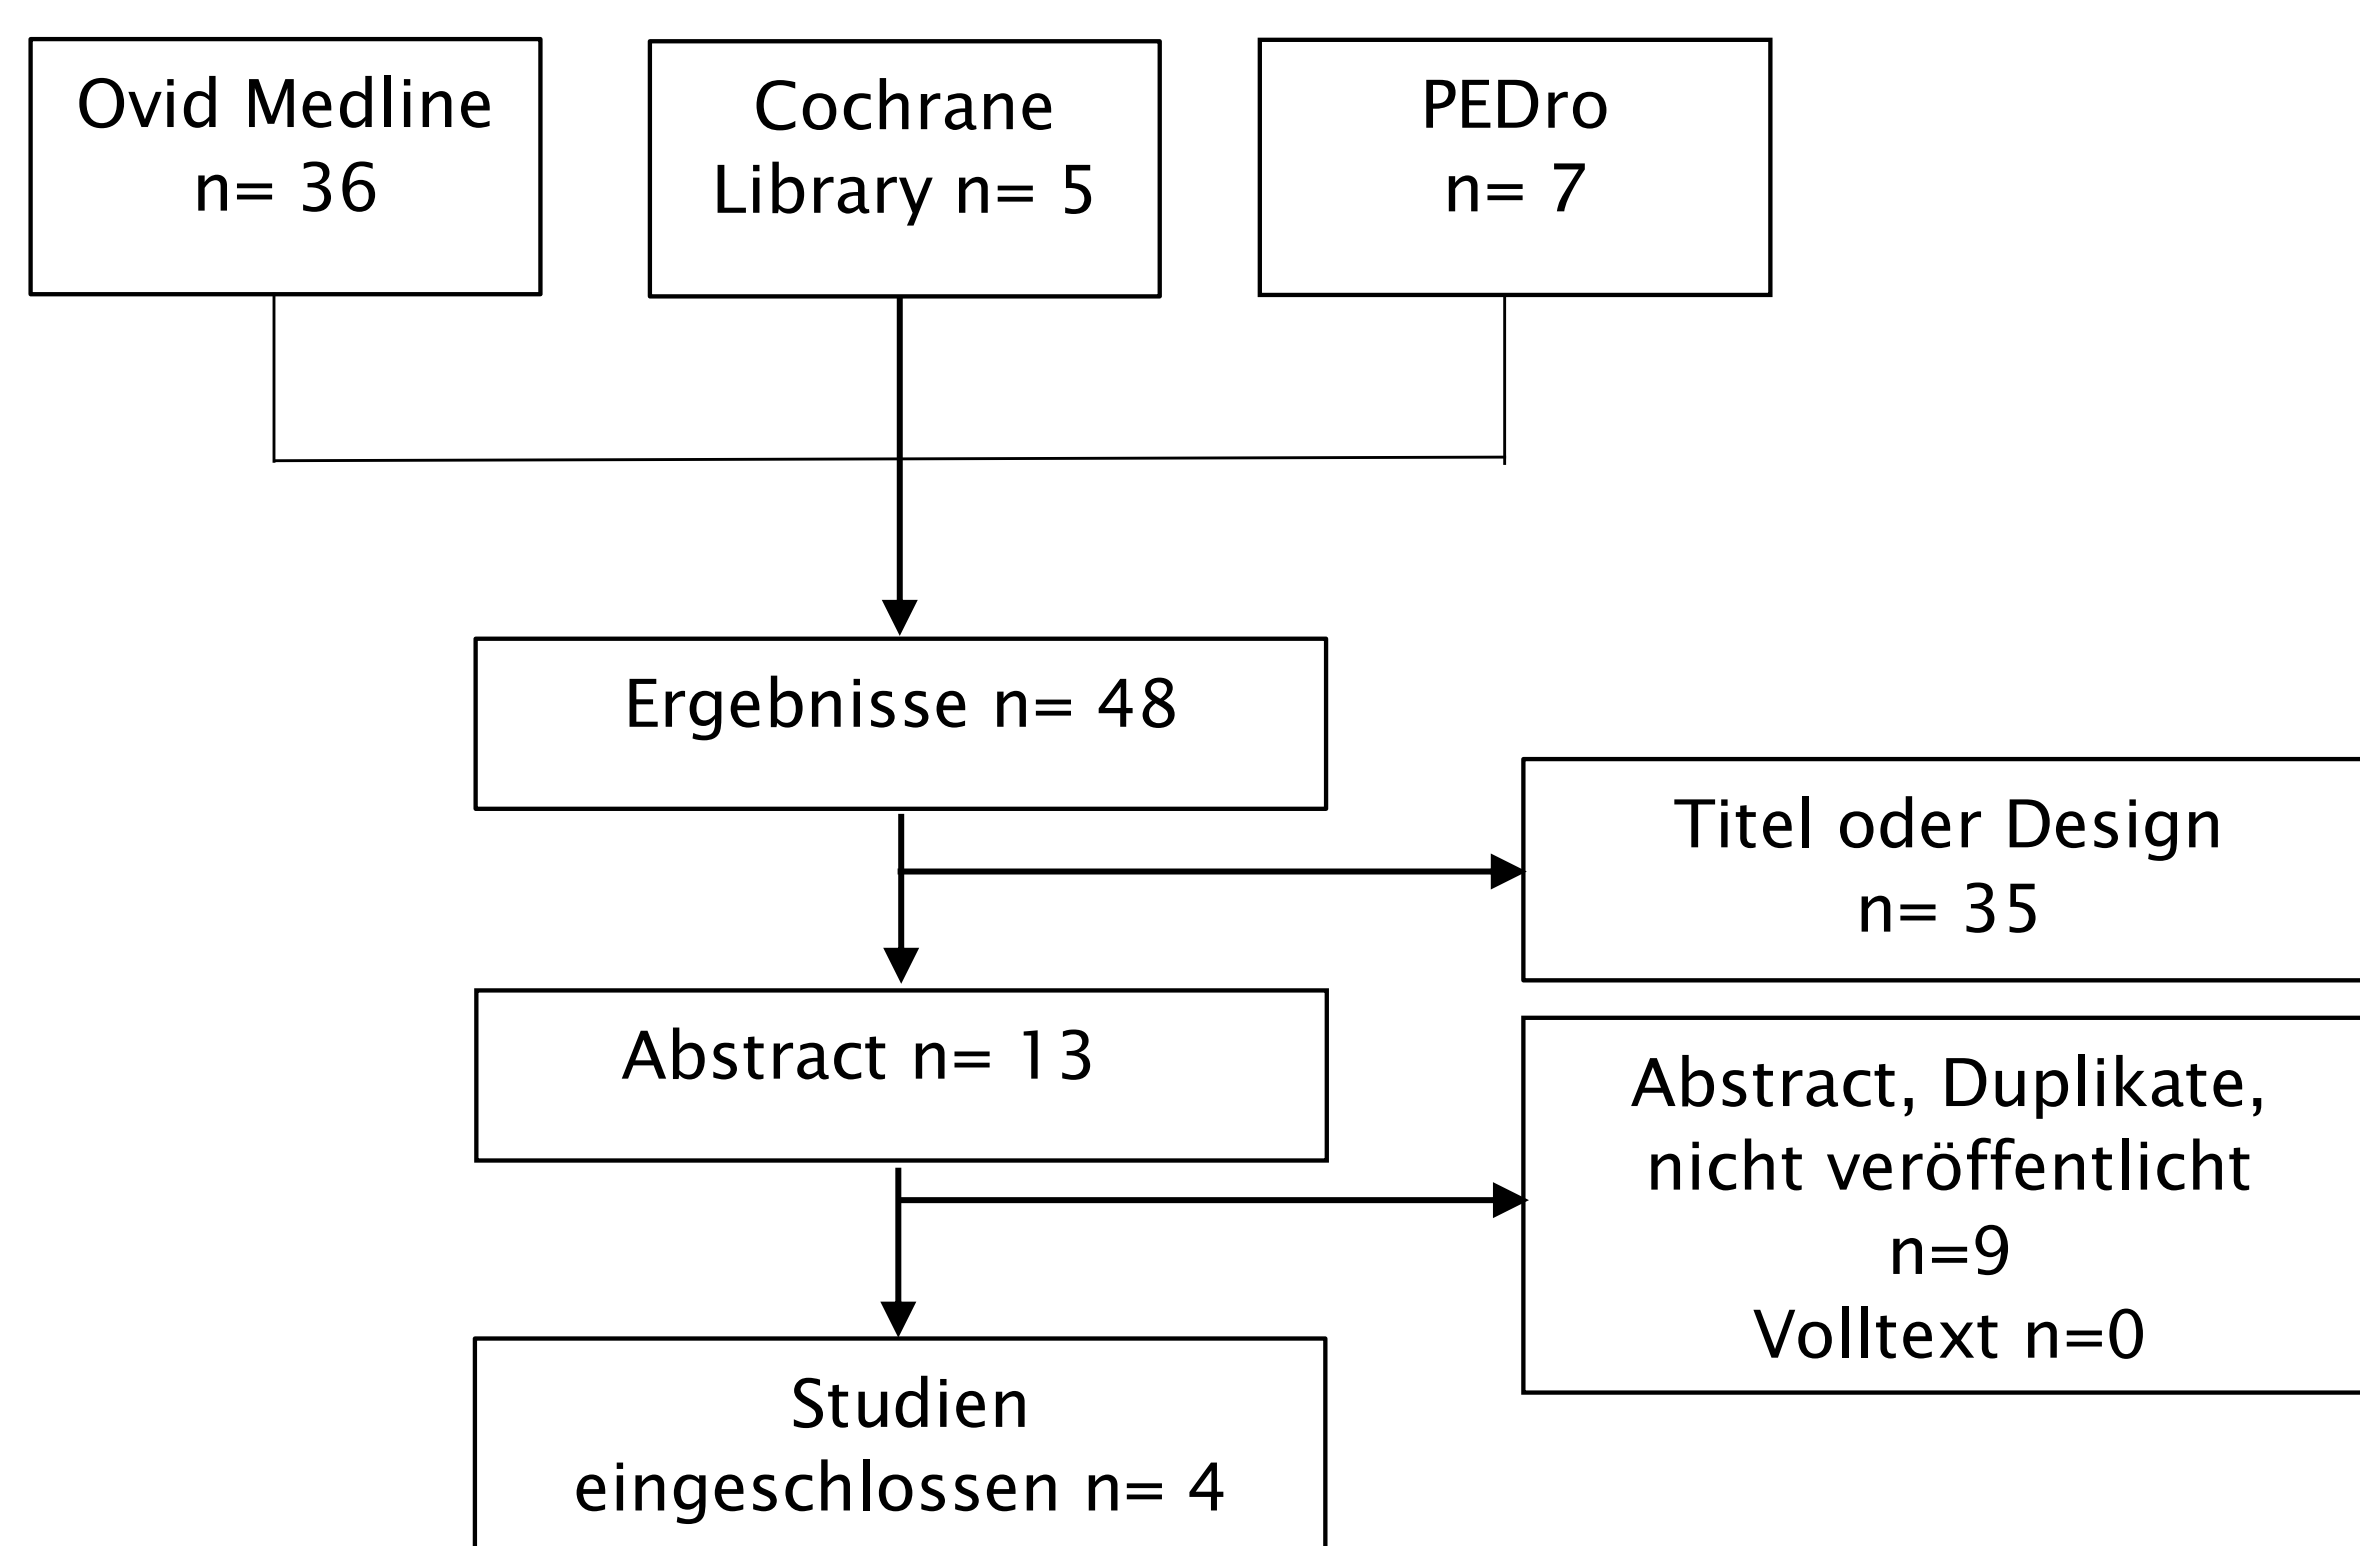 Ovid Medline
n= 36
Cochrane
Library n= 5
PEDro
n= 7
Ergebnisse n= 48
Titel oder Design
n= 35
Abstract n= 13
Abstract, Duplikate,
nicht veröffentlicht
n=9
Volltext n=0
Studien
eingeschlossen n= 4